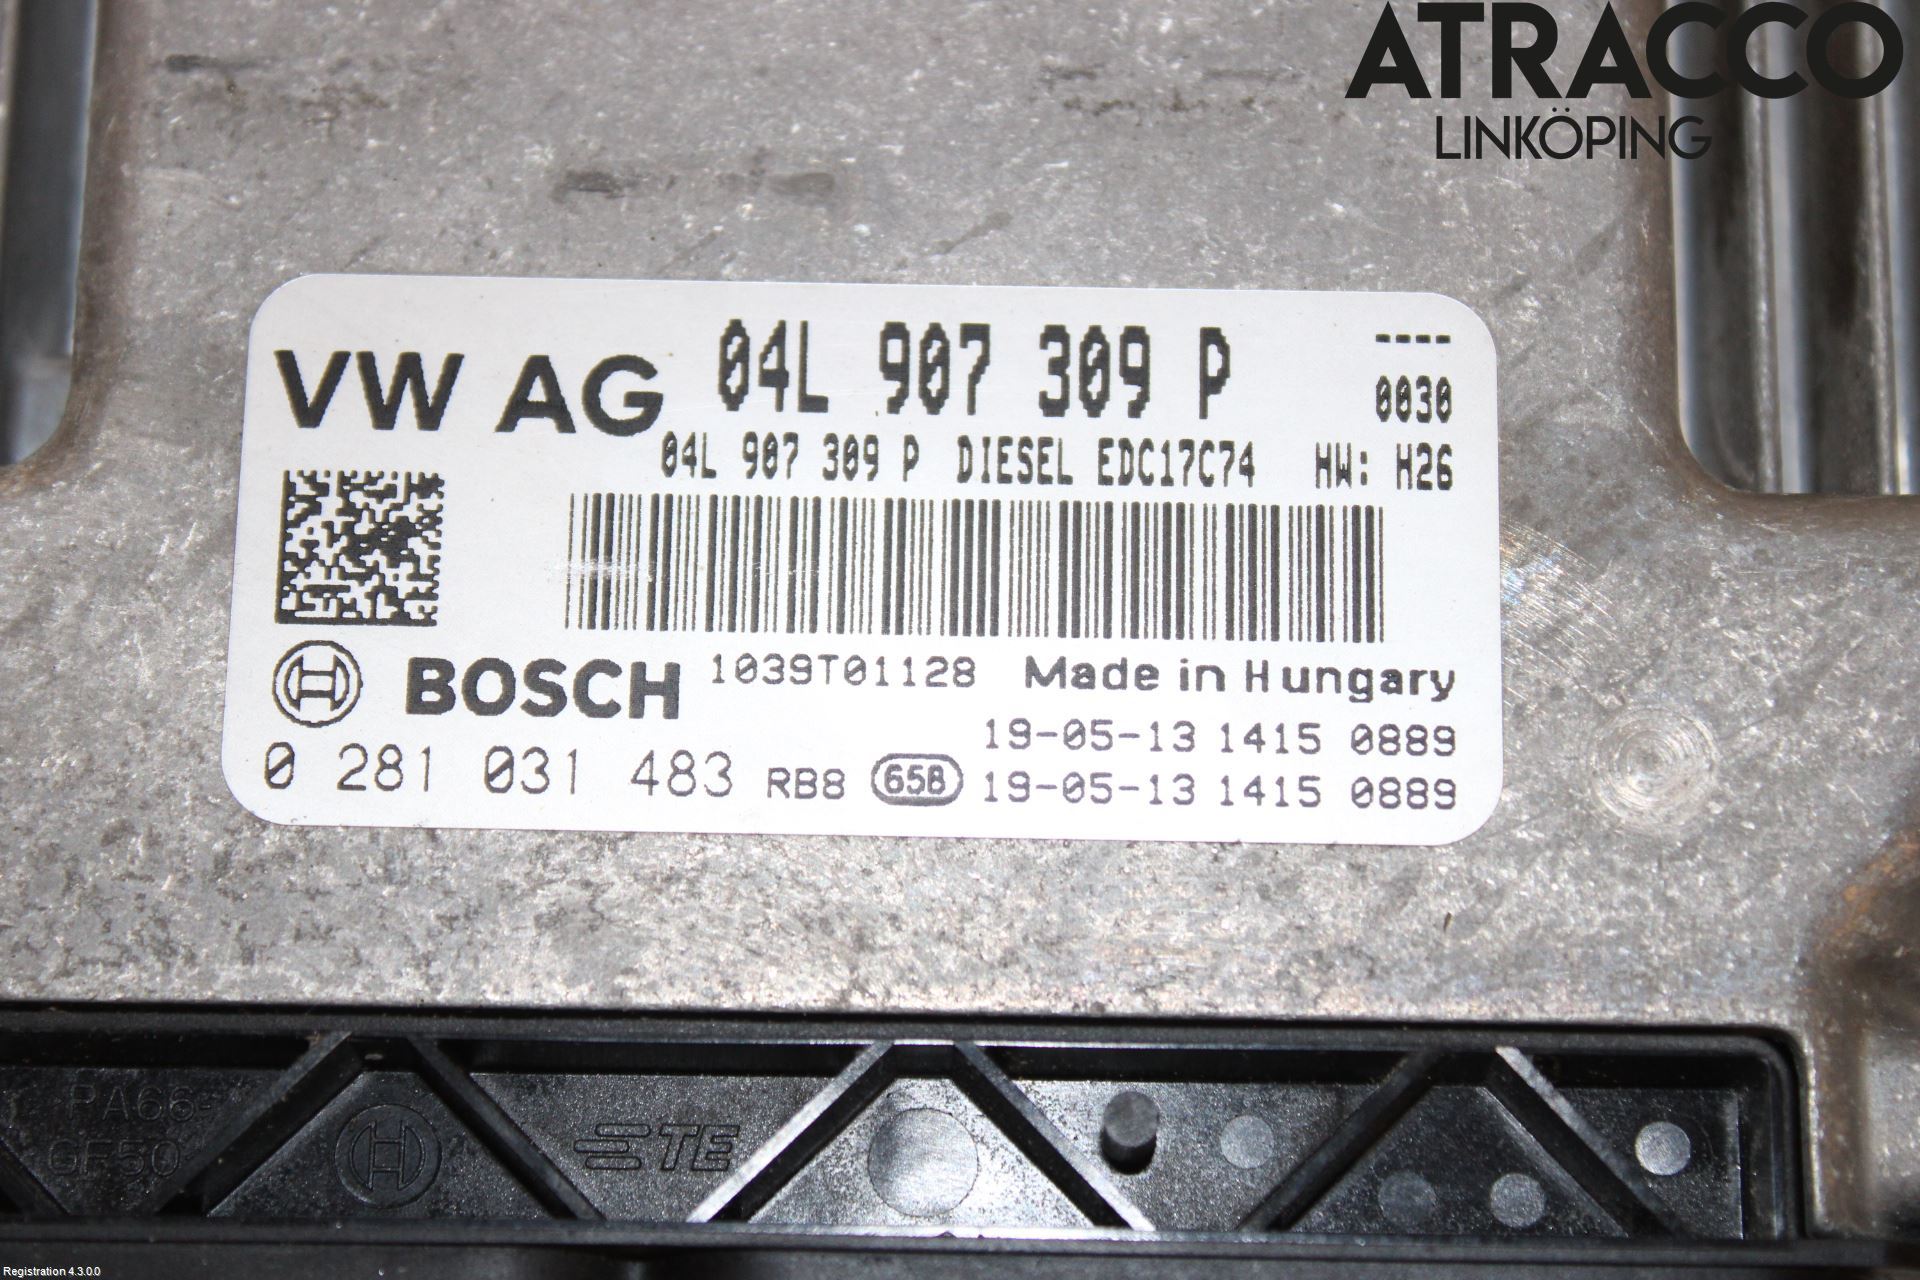 ATRACCO
LINKÖPING
VW AG 04L 907 309 P ----
0030
04L 907 309 P DIESEL EDC17C74 HW: H26
BOSCH 1039T01128 Made in Hungary
19-05-13 1415 0889
0 281 031 483 RB8 65B 19-05-13 1415 0889
PA66-
GF50
TE
Registration 4.3.0.0